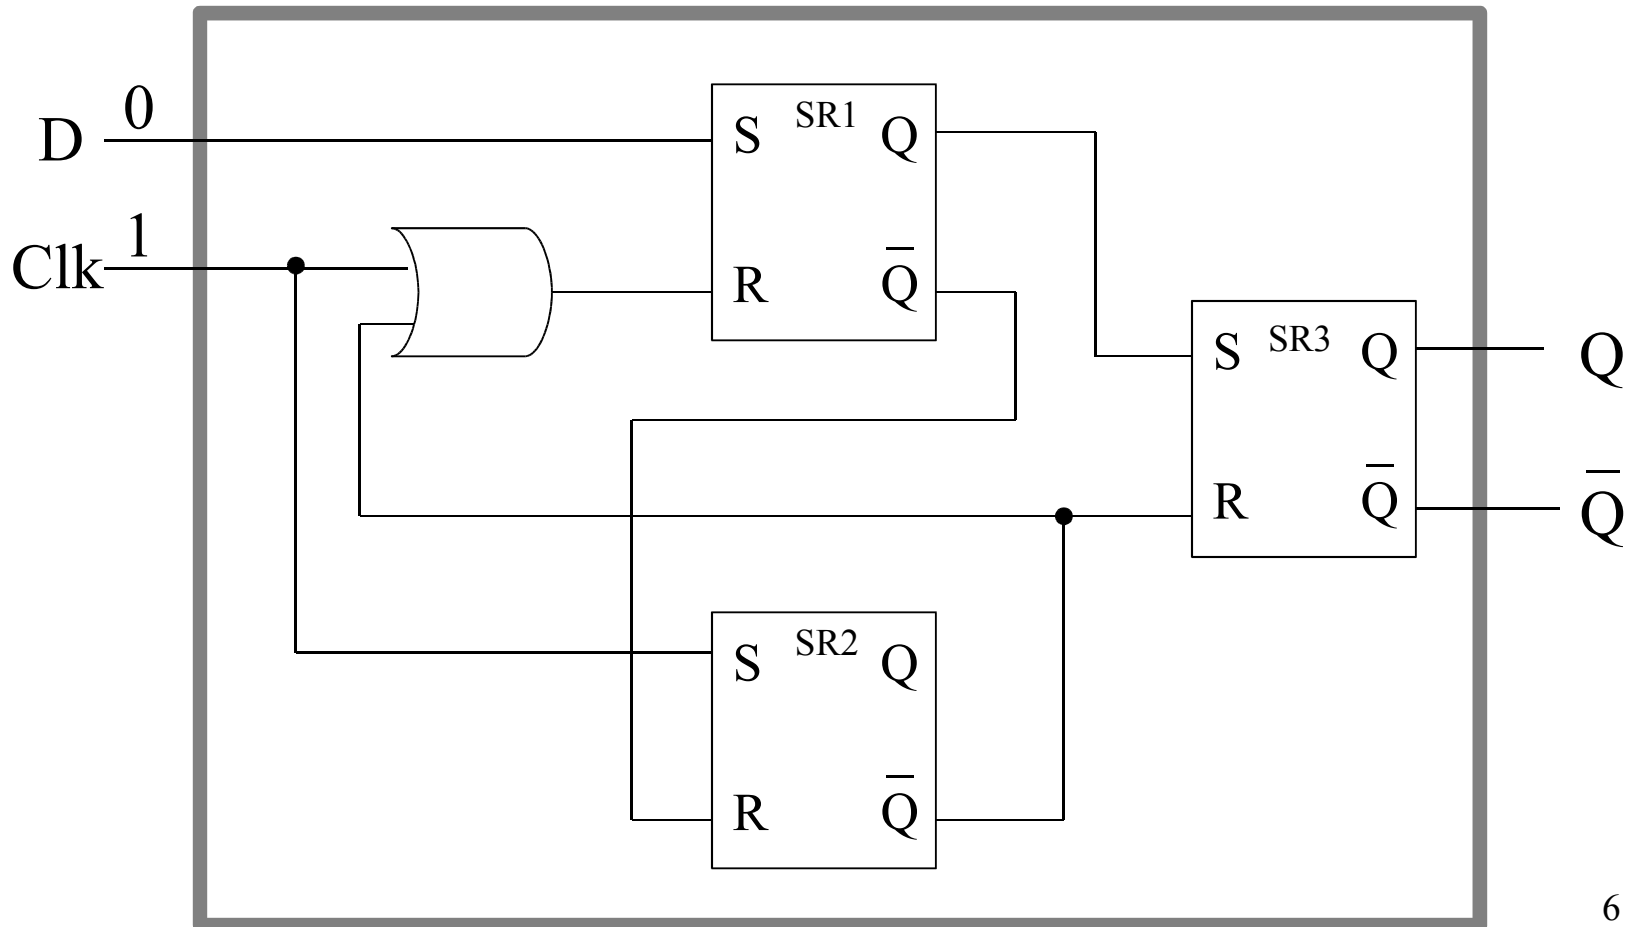 D 0
Clk 1
S SR1 Q
R Q̅
S SR3 Q
R Q̅
Q
Q̅
S SR2 Q
R Q̅
6